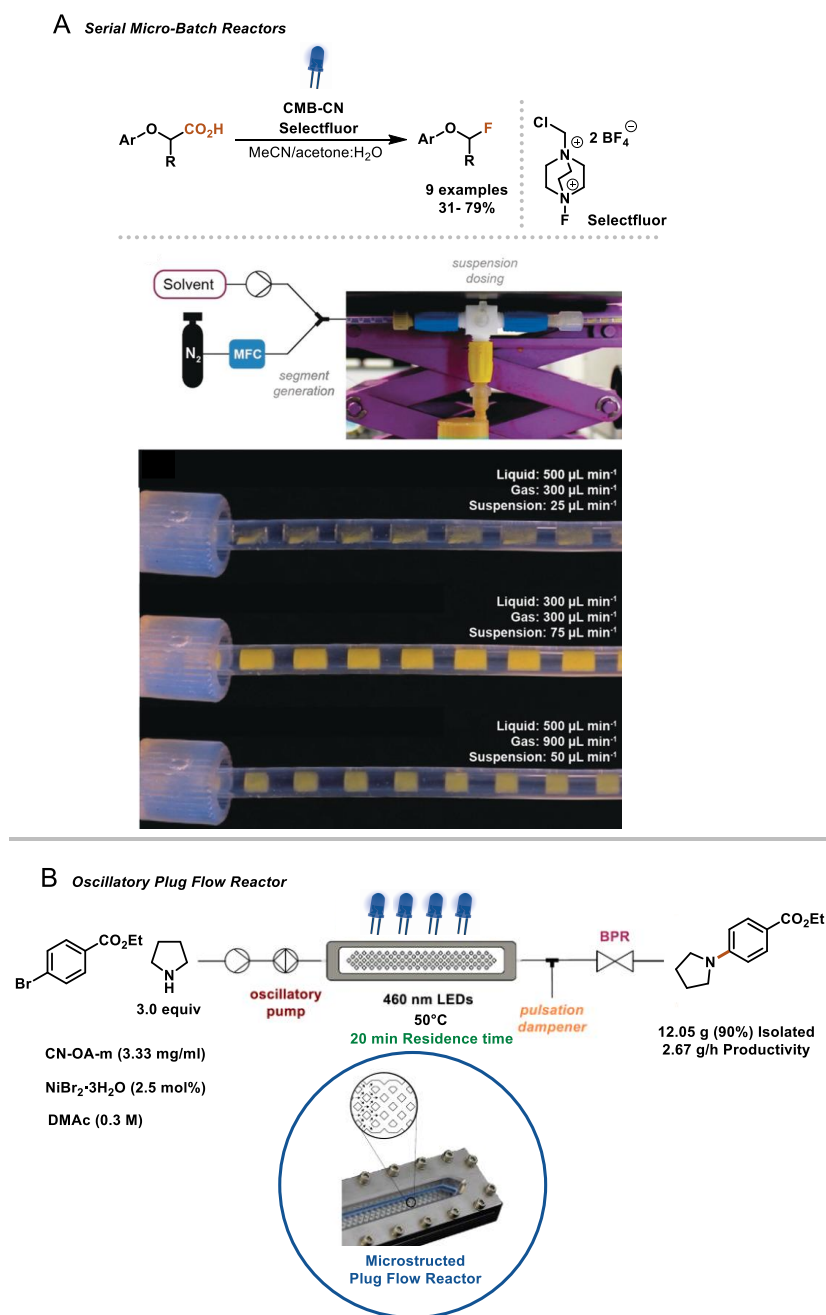 A Serial Micro-Batch Reactors
CMB-CN
Selectfluor
MeCN/acetone:H₂O
Ar O CO₂H
R
Ar O F
R
9 examples
31- 79%
Cl
N ⊕ 2 BF₄⊖
⊕
N
F
Selectfluor
suspension
dosing
Solvent
N₂
MFC
segment
generation
Liquid: 500 µL min⁻¹
Gas: 300 µL min⁻¹
Suspension: 25 µL min⁻¹
Liquid: 300 µL min⁻¹
Gas: 300 µL min⁻¹
Suspension: 75 µL min⁻¹
Liquid: 500 µL min⁻¹
Gas: 900 µL min⁻¹
Suspension: 50 µL min⁻¹
B Oscillatory Plug Flow Reactor
CO₂Et
Br
N
H
3.0 equiv
CN-OA-m (3.33 mg/ml)
NiBr₂·3H₂O (2.5 mol%)
DMAc (0.3 M)
oscillatory
pump
460 nm LEDs
50°C
20 min Residence time
pulsation
dampener
BPR
CO₂Et
N
12.05 g (90%) Isolated
2.67 g/h Productivity
Microstructed
Plug Flow Reactor